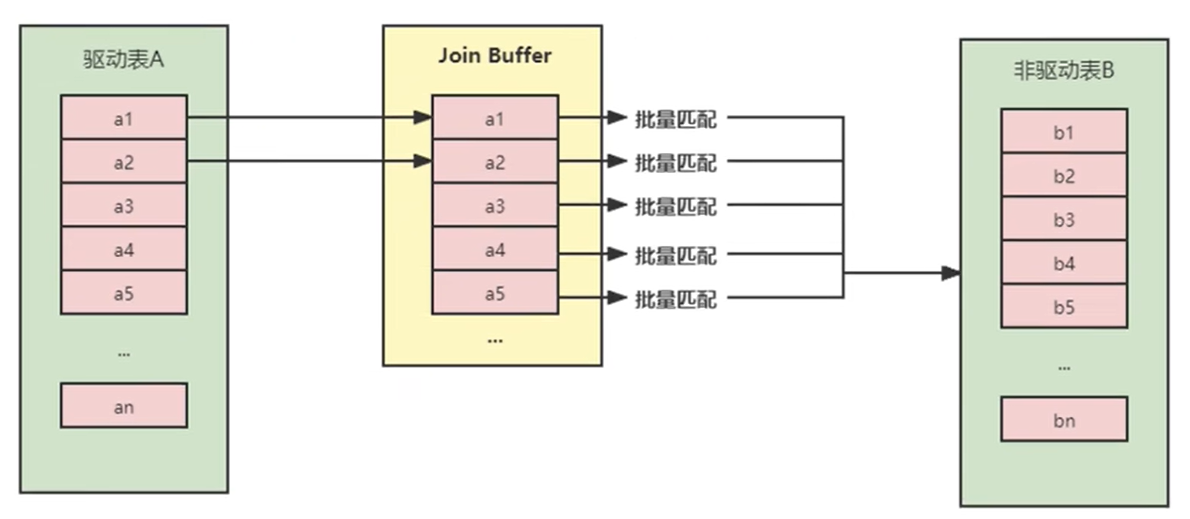 驱动表A
a1
a2
a3
a4
a5
...
an
Join Buffer
a1
a2
a3
a4
a5
...
批量匹配
批量匹配
批量匹配
批量匹配
批量匹配
非驱动表B
b1
b2
b3
b4
b5
...
bn